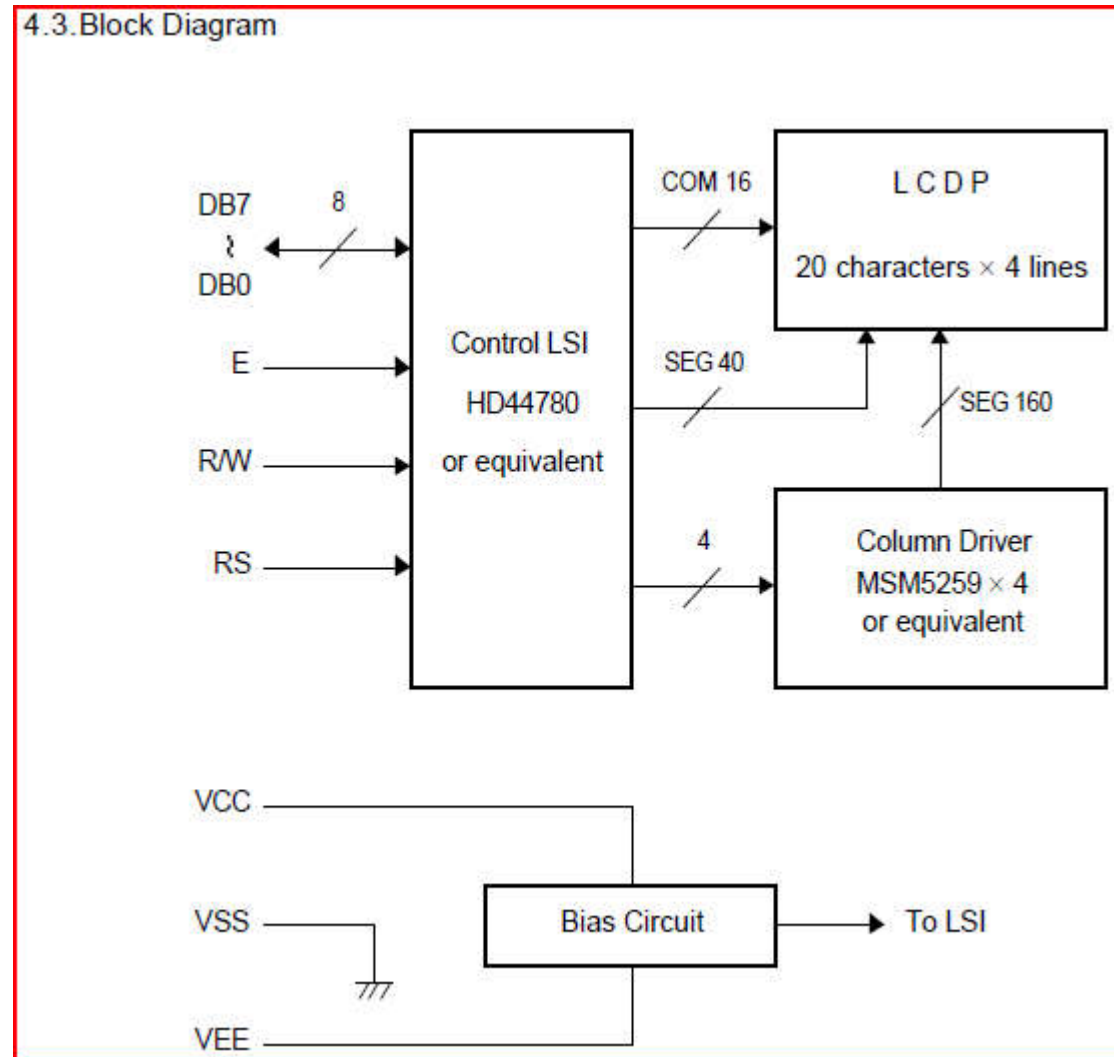 4.3.Block Diagram
DB7
~
DB0
8
E
R/W
RS
Control LSI
HD44780
or equivalent
COM 16
SEG 40
4
L C D P
20 characters × 4 lines
SEG 160
Column Driver
MSM5259 × 4
or equivalent
VCC
VSS
VEE
Bias Circuit
To LSI